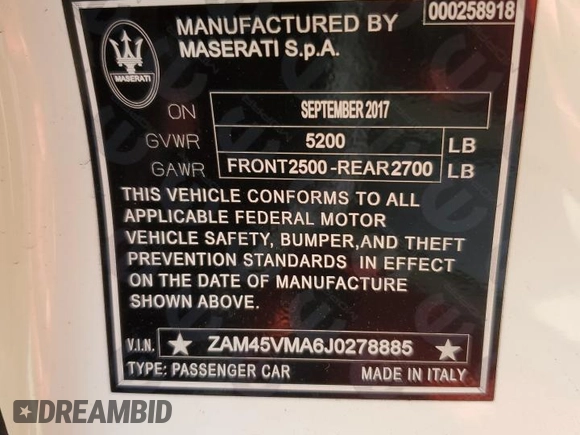 000258918
MANUFACTURED BY
MASERATI S.p.A.
MASERATI
ON SEPTEMBER 2017
GVWR 5200 LB
GAWR FRONT2500-REAR2700 LB
THIS VEHICLE CONFORMS TO ALL
APPLICABLE FEDERAL MOTOR
VEHICLE SAFETY, BUMPER,AND THEFT
PREVENTION STANDARDS IN EFFECT
ON THE DATE OF MANUFACTURE
SHOWN ABOVE.
V.I.N. ★ ZAM45VMA6J0278885 ★
TYPE: PASSENGER CAR MADE IN ITALY
DREAMBID